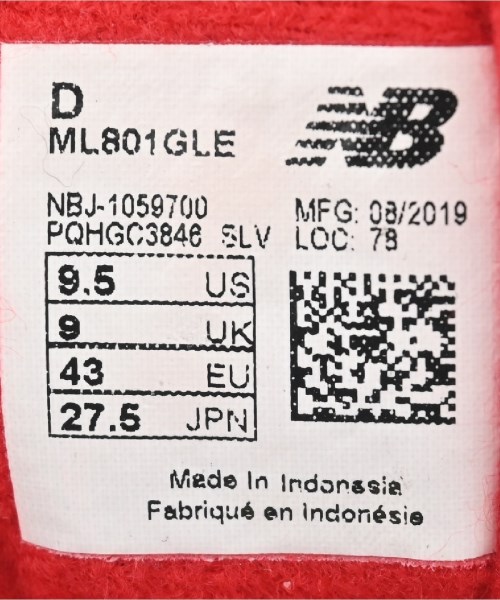 D
ML801GLE
NB
NBJ-1059700
PQHGC3846 SLV
MFG: 08/2019
LOC: 78
9.5 US
9 UK
43 EU
27.5 JPN
Made In Indonesia
Fabriqué en Indonésie